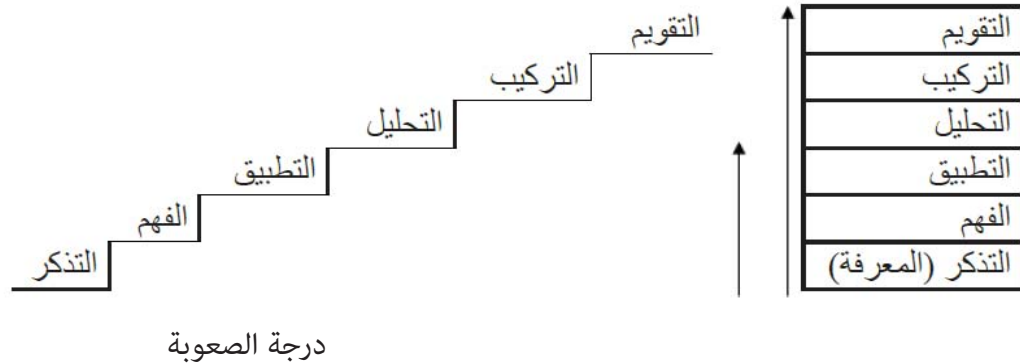 التقويم
التركيب
التحليل
التطبيق
الفهم
التذكر (المعرفة)
التقويم
التركيب
التحليل
التطبيق
الفهم
التذكر
درجة الصعوبة